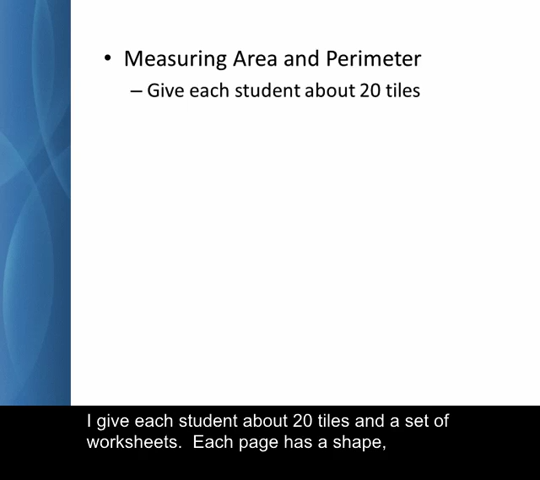 • Measuring Area and Perimeter
– Give each student about 20 tiles
I give each student about 20 tiles and a set of
worksheets.  Each page has a shape,